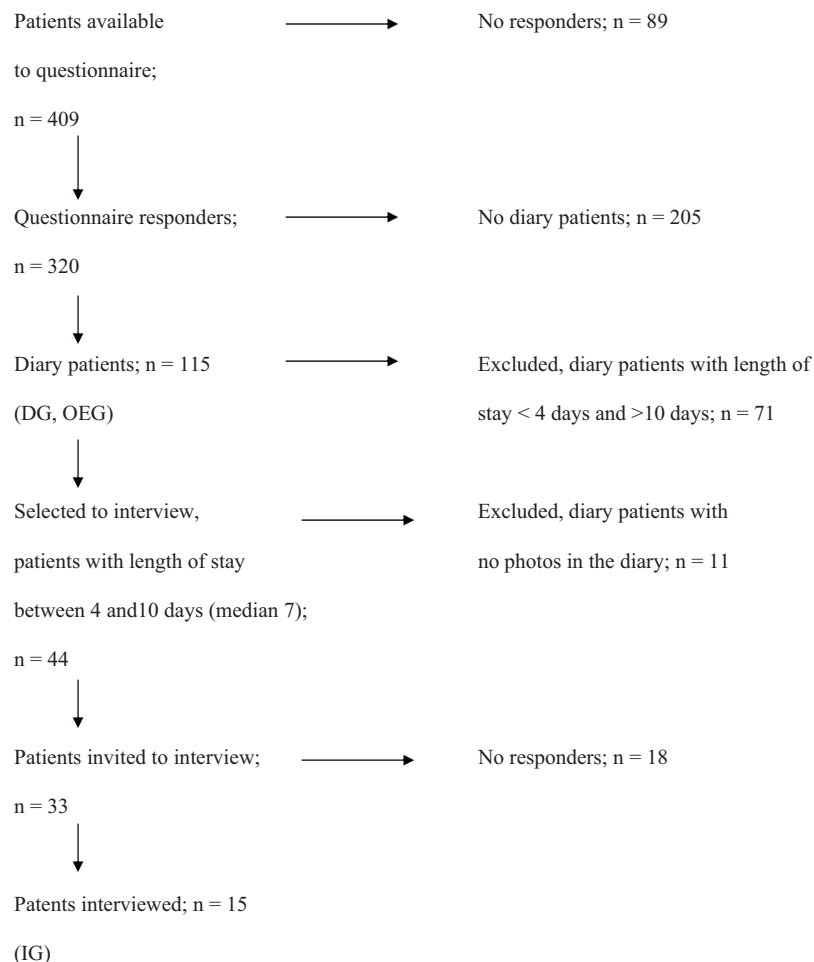 Patients available
No responders; n = 89
to questionnaire;
n = 409
Questionnaire responders;
No diary patients; n = 205
n = 320
Diary patients; n = 115
Excluded, diary patients with length of
(DG, OEG)
stay < 4 days and >10 days; n = 71
Selected to interview,
Excluded, diary patients with
patients with length of stay
no photos in the diary; n = 11
between 4 and10 days (median 7);
n = 44
Patients invited to interview;
No responders; n = 18
n = 33
Patents interviewed; n = 15
(IG)